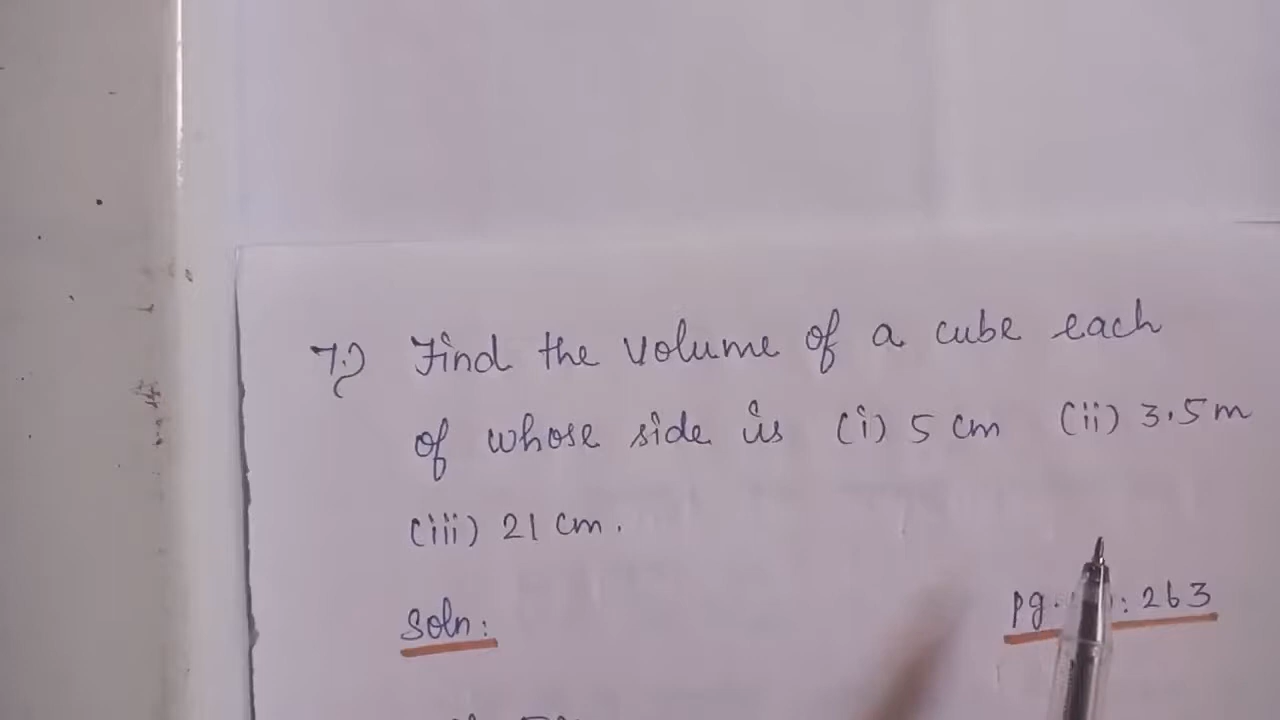 7.) Find the volume of a cube each
of whose side is (i) 5 cm (ii) 3.5 m
(iii) 21 cm.
Soln:
pg. : 263